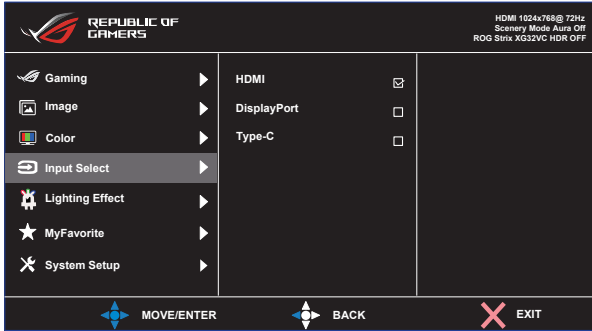 REPUBLIC OF
GAMERS
HDMI 1024x768@ 72Hz
Scenery Mode Aura Off
ROG Strix XG32VC HDR OFF
Gaming
Image
Color
Input Select
Lighting Effect
MyFavorite
System Setup
HDMI
DisplayPort
Type-C
MOVE/ENTER
BACK
EXIT